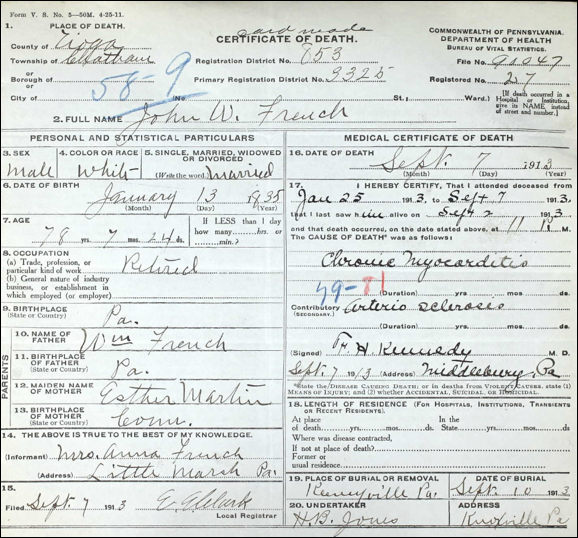 Form V. S. No. 5—50M. 4-25-11.
card made
1. PLACE OF DEATH.
County of Tioga
Township of Chatham
or
Borough of
or
City of
58-9
CERTIFICATE OF DEATH.
Registration District No. 853
Primary Registration District No. 3325
No. St.; Ward.)
COMMONWEALTH OF PENNSYLVANIA.
DEPARTMENT OF HEALTH
BUREAU OF VITAL STATISTICS.
File No. 90047
Registered No. 27
[If death occurred in a Hospital or Institution, give its NAME instead of street and number.]
2. FULL NAME John W. French
PERSONAL AND STATISTICAL PARTICULARS
3. SEX
Male
4. COLOR OR RACE
White
5. SINGLE, MARRIED, WIDOWED OR DIVORCED
(Write the word.) Married
6. DATE OF BIRTH
January 13 1835
(Month) (Day) (Year)
7. AGE
78 yrs. 7 mos. 24 ds.
If LESS than 1 day how many....hrs. or ....min.?
8. OCCUPATION
(a) Trade, profession, or particular kind of work Retired
(b) General nature of industry business, or establishment in which employed (or employer)
9. BIRTHPLACE
(State or Country) Pa.
PARENTS
10. NAME OF FATHER Wm French
11. BIRTHPLACE OF FATHER
(State or Country) Pa.
12. MAIDEN NAME OF MOTHER Esther Martin
13. BIRTHPLACE OF MOTHER
(State or Country) Conn.
14. THE ABOVE IS TRUE TO THE BEST OF MY KNOWLEDGE.
(Informant) Mrs. Anna French
(Address) Little Marsh Pa.
15.
Filed Sept. 7 1913 E. E. Clark
Local Registrar
MEDICAL CERTIFICATE OF DEATH
16. DATE OF DEATH
Sept. 7 1913
(Month) (Day) (Year)
17. I HEREBY CERTIFY, That I attended deceased from
Jan 25 1913, to Sept 7 1913,
that I last saw him alive on Sept 2 1913
and that death occurred, on the date stated above, at 11 M.
The CAUSE OF DEATH* was as follows:
Chronic Myocarditis
79-81
(Duration) yrs. mos. ds.
Contributory Arterio sclerosis
(SECONDARY.)
(Duration) yrs. mos. ds.
(Signed) H. Kennedy M. D.
Sept. 7 1913 (Address) Middlebury, Pa
*State the DISEASE CAUSING DEATH; or in deaths from VIOLENT CAUSES, state (1) MEANS OF INJURY; and (2) whether ACCIDENTAL, SUICIDAL, OR HOMICIDAL.
18. LENGTH OF RESIDENCE (FOR HOSPITALS, INSTITUTIONS, TRANSIENTS OR RECENT RESIDENTS).
At place of death yrs. mos. ds. In the State yrs. mos. ds.
Where was disease contracted, If not at place of death?
Former or usual residence
19. PLACE OF BURIAL OR REMOVAL
Keeneyville Pa.
DATE OF BURIAL
Sept. 10 1913
20. UNDERTAKER
H. B. Jones
ADDRESS
Knoxville Pa